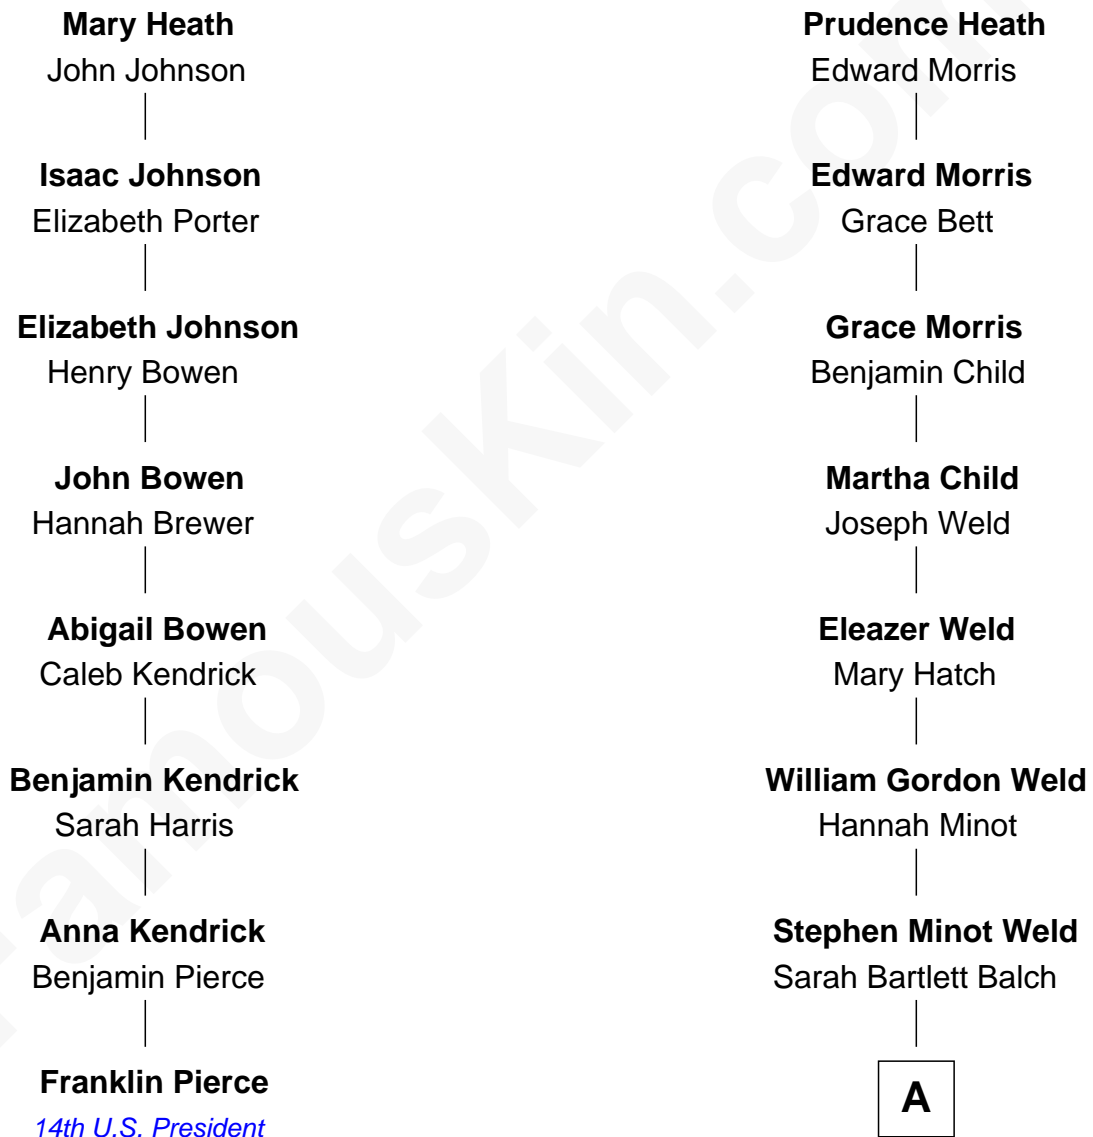 Mary Heath
John Johnson
Isaac Johnson
Elizabeth Porter
Elizabeth Johnson
Henry Bowen
John Bowen
Hannah Brewer
Abigail Bowen
Caleb Kendrick
Benjamin Kendrick
Sarah Harris
Anna Kendrick
Benjamin Pierce
Franklin Pierce
14th U.S. President
Prudence Heath
Edward Morris
Edward Morris
Grace Bett
Grace Morris
Benjamin Child
Martha Child
Joseph Weld
Eleazer Weld
Mary Hatch
William Gordon Weld
Hannah Minot
Stephen Minot Weld
Sarah Bartlett Balch
A
FamousKin.com